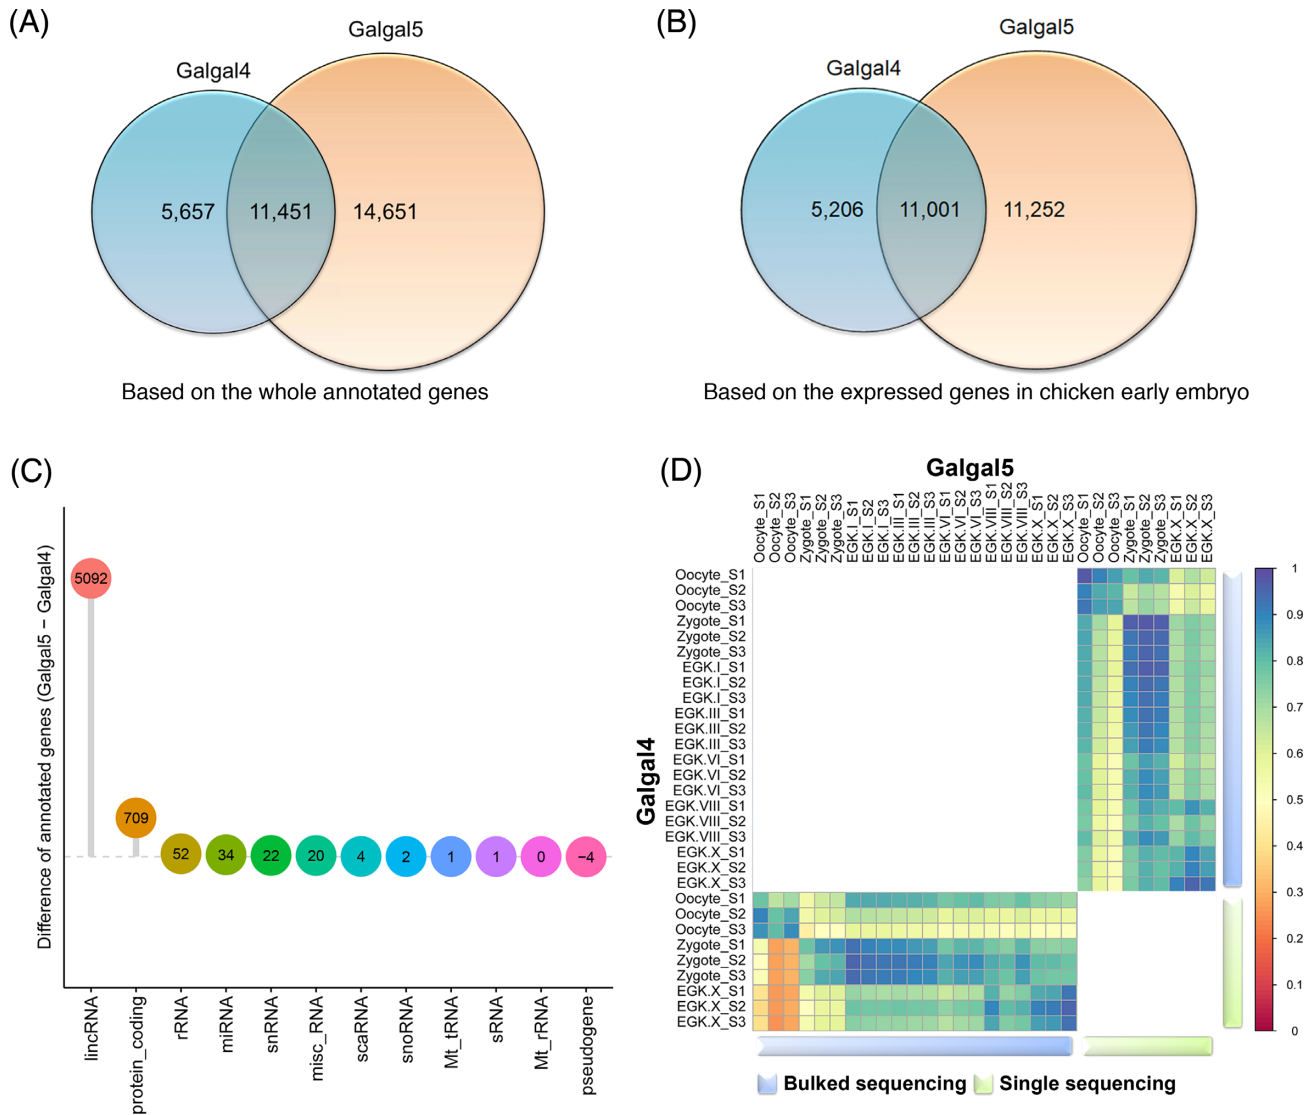 (A)
Galgal4
Galgal5
5,657
11,451
14,651
Based on the whole annotated genes
(B)
Galgal4
Galgal5
5,206
11,001
11,252
Based on the expressed genes in chicken early embryo
(C)
Difference of annotated genes (Galgal5 − Galgal4)
5092
709
52
34
22
20
4
2
1
1
0
−4
lincRNA
protein_coding
rRNA
miRNA
snRNA
misc_RNA
scaRNA
snoRNA
Mt_tRNA
sRNA
Mt_rRNA
pseudogene
(D)
Galgal5
Oocyte_S1
Oocyte_S2
Oocyte_S3
Zygote_S1
Zygote_S2
Zygote_S3
EGK.I_S1
EGK.I_S2
EGK.I_S3
EGK.III_S1
EGK.III_S2
EGK.III_S3
EGK.VI_S1
EGK.VI_S2
EGK.VI_S3
EGK.VIII_S1
EGK.VIII_S2
EGK.VIII_S3
EGK.X_S1
EGK.X_S2
EGK.X_S3
Oocyte_S1
Oocyte_S2
Oocyte_S3
Zygote_S1
Zygote_S2
Zygote_S3
EGK.X_S1
EGK.X_S2
EGK.X_S3
Galgal4
Oocyte_S1
Oocyte_S2
Oocyte_S3
Zygote_S1
Zygote_S2
Zygote_S3
EGK.I_S1
EGK.I_S2
EGK.I_S3
EGK.III_S1
EGK.III_S2
EGK.III_S3
EGK.VI_S1
EGK.VI_S2
EGK.VI_S3
EGK.VIII_S1
EGK.VIII_S2
EGK.VIII_S3
EGK.X_S1
EGK.X_S2
EGK.X_S3
Oocyte_S1
Oocyte_S2
Oocyte_S3
Zygote_S1
Zygote_S2
Zygote_S3
EGK.X_S1
EGK.X_S2
EGK.X_S3
1
0.9
0.8
0.7
0.6
0.5
0.4
0.3
0.2
0.1
0
Bulked sequencing
Single sequencing